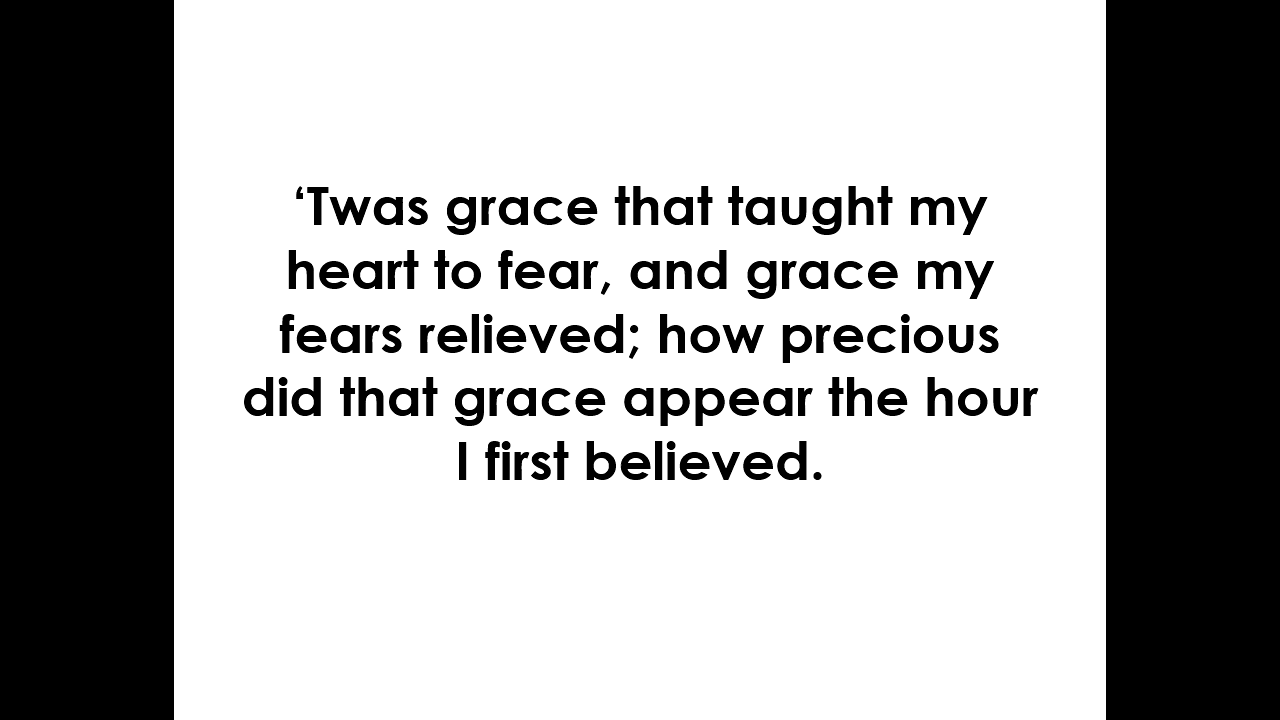 ‘Twas grace that taught my
heart to fear, and grace my
fears relieved; how precious
did that grace appear the hour
I first believed.